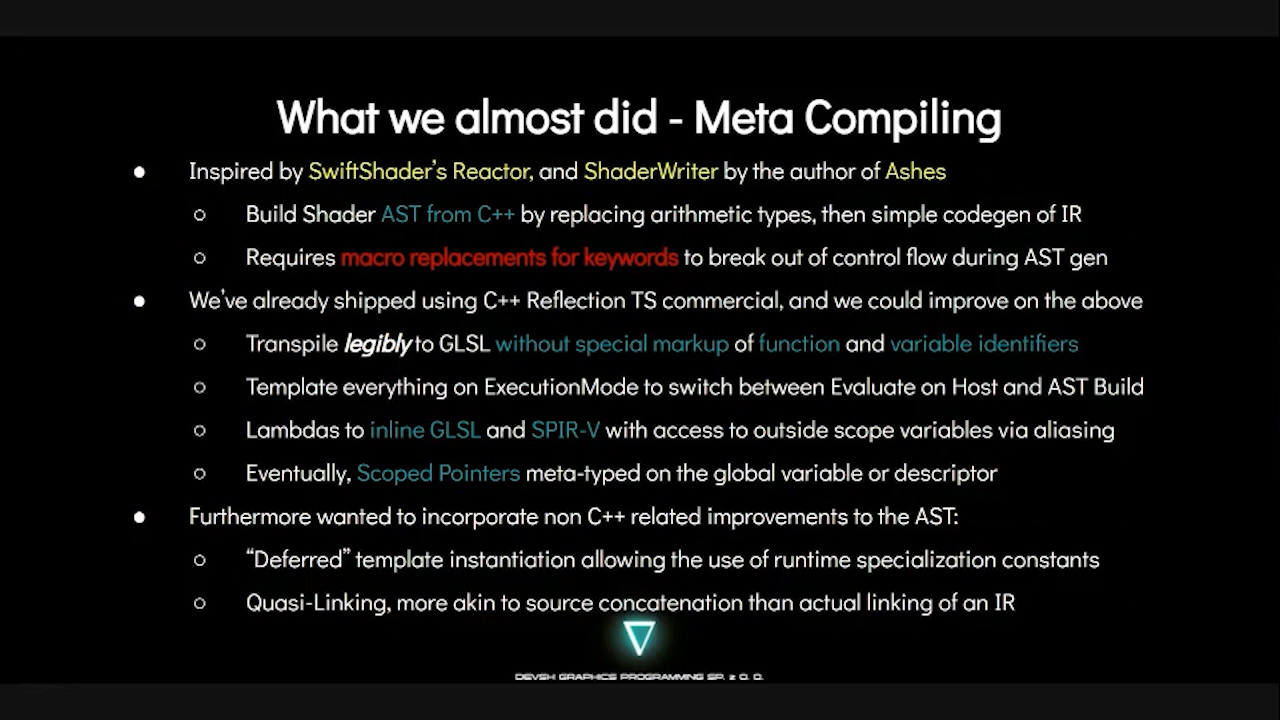 What we almost did - Meta Compiling
● Inspired by SwiftShader's Reactor, and ShaderWriter by the author of Ashes
○ Build Shader AST from C++ by replacing arithmetic types, then simple codegen of IR
○ Requires macro replacements for keywords to break out of control flow during AST gen
● We've already shipped using C++ Reflection TS commercial, and we could improve on the above
○ Transpile legibly to GLSL without special markup of function and variable identifiers
○ Template everything on ExecutionMode to switch between Evaluate on Host and AST Build
○ Lambdas to inline GLSL and SPIR-V with access to outside scope variables via aliasing
○ Eventually, Scoped Pointers meta-typed on the global variable or descriptor
● Furthermore wanted to incorporate non C++ related improvements to the AST:
○ “Deferred” template instantiation allowing the use of runtime specialization constants
○ Quasi-Linking, more akin to source concatenation than actual linking of an IR
DEVSH GRAPHICS PROGRAMMING SP. z O. O.